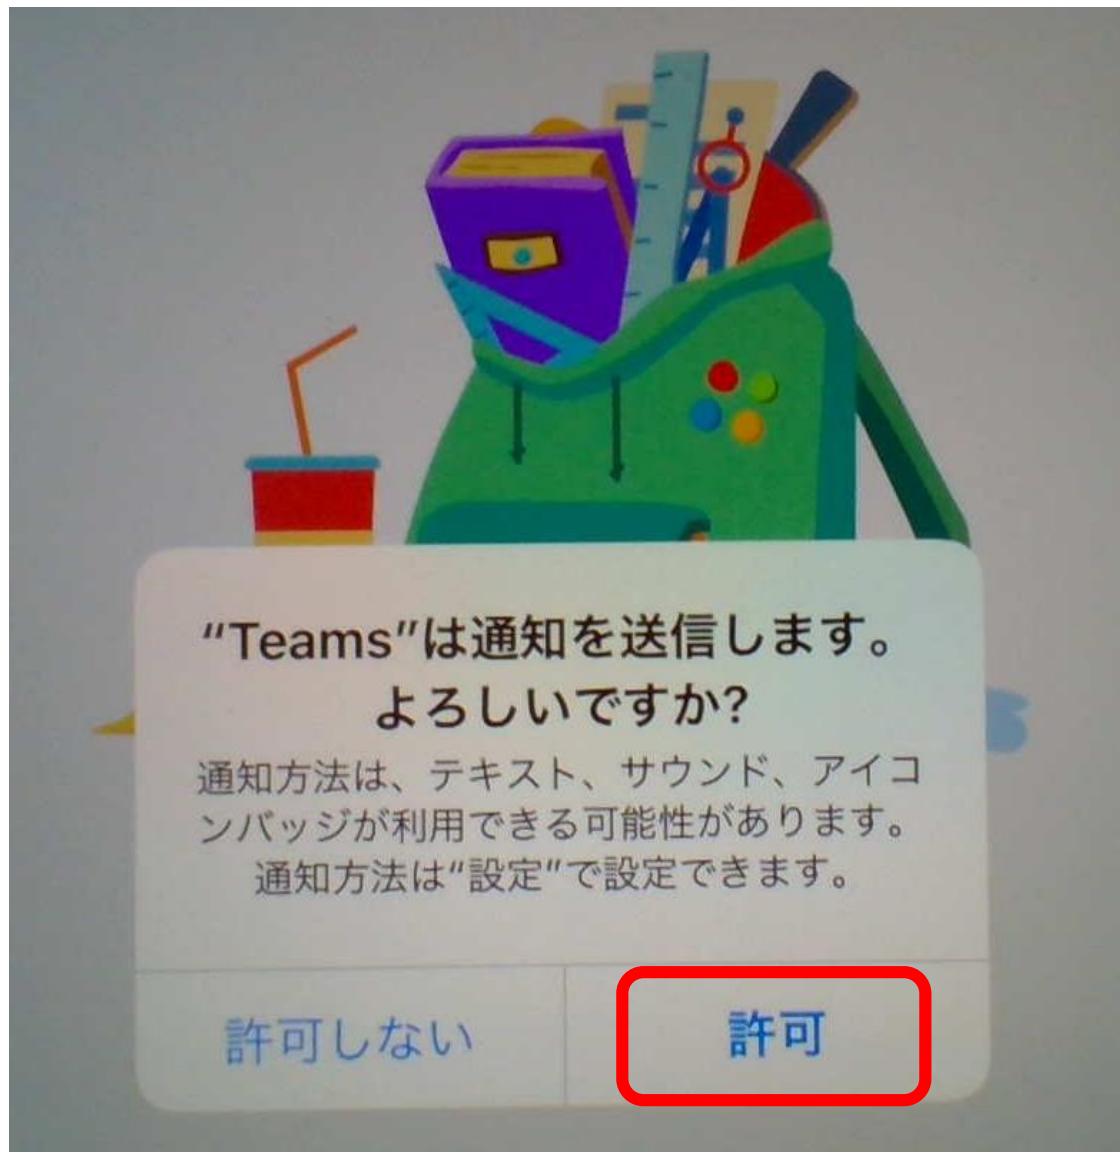 “Teams”は通知を送信します。
よろしいですか?
通知方法は、テキスト、サウンド、アイコ
ンバッジが利用できる可能性があります。
通知方法は“設定”で設定できます。
許可しない
許可